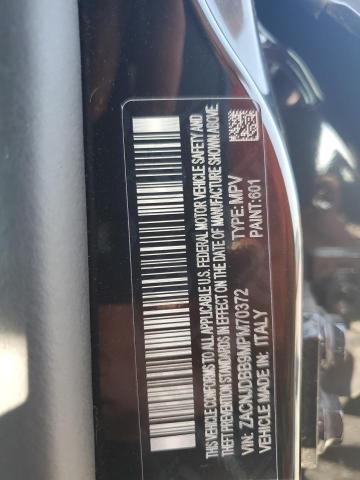 THIS VEHICLE CONFORMS TO ALL APPLICABLE U.S. FEDERAL MOTOR VEHICLE SAFETY AND
THEFT PREVENTION STANDARDS IN EFFECT ON THE DATE OF MANUFACTURE SHOWN ABOVE.
VIN: ZACNJDBB9MPM70372 TYPE: MPV
VEHICLE MADE IN: ITALY PAINT: 601